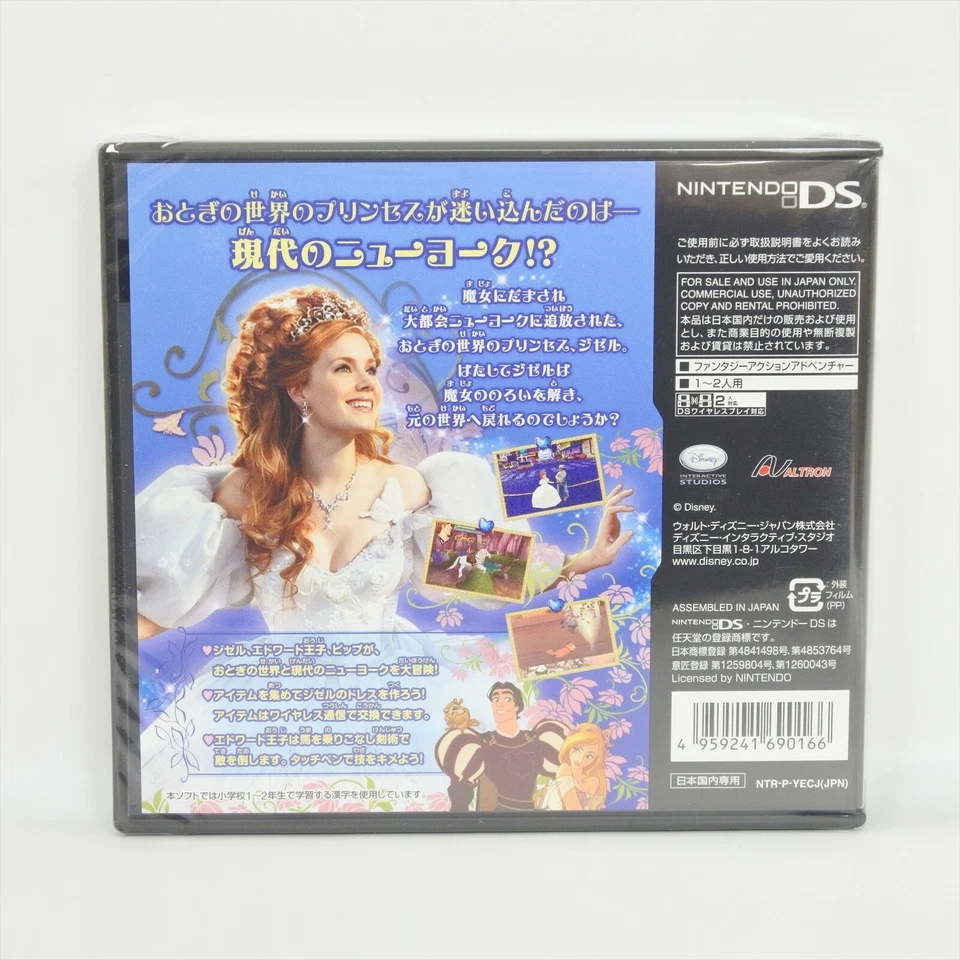 おとぎの世界のプリンセスが迷い込んだのは―
現代のニューヨーク!?
魔女にだまされ
大都会ニューヨークに追放された、
おとぎの世界のプリンセス、ジゼル。
はたしてジゼルは
魔女ののろいを解き、
元の世界へ戻れるのでしょうか?
♥ジゼル、エドワード王子、ピップが、
おとぎの世界と現代のニューヨークを大冒険!
♥アイテムを集めてジゼルのドレスを作ろう!
アイテムはワイヤレス通信で交換できます。
♥エドワード王子は馬を乗りこなし剣術で
敵を倒します。タッチペンで技をキメよう!
本ソフトでは小学校1~2年生で学習する漢字を使用しています。
NINTENDO DS®
ご使用前に必ず取扱説明書をよくお読み
いただき、正しい使用方法でご愛用ください。
FOR SALE AND USE IN JAPAN ONLY.
COMMERCIAL USE, UNAUTHORIZED
COPY AND RENTAL PROHIBITED.
本品は日本国内だけの販売および使用
とし、また商業目的の使用や無断複製
および賃貸は禁止されています。
■ ファンタジーアクションアドベンチャー
■ 1~2人用
2人対応
DSワイヤレスプレイ対応
Disney
INTERACTIVE
STUDIOS
ALTRON
© Disney.
ウォルト・ディズニー・ジャパン株式会社
ディズニー・インタラクティブ・スタジオ
目黒区下目黒1-8-1アルコタワー
www.disney.co.jp
プラ
:外装
フィルム
(PP)
ASSEMBLED IN JAPAN
NINTENDO DS・ニンテンドーDSは
任天堂の登録商標です。
日本商標登録 第4841498号、第4853764号
意匠登録 第1259804号、第1260043号
Licensed by NINTENDO
4 959241 690166
日本国内専用
NTR-P-YECJ(JPN)